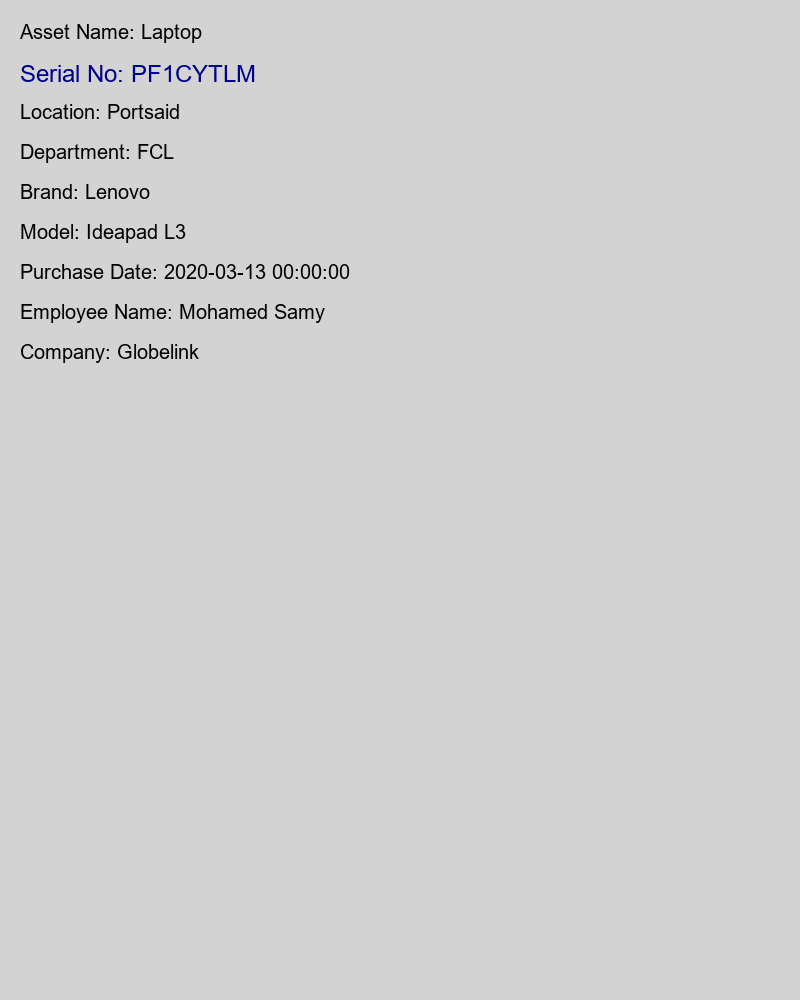 Asset Name: Laptop
Serial No: PF1CYTLM
Location: Portsaid
Department: FCL
Brand: Lenovo
Model: Ideapad L3
Purchase Date: 2020-03-13 00:00:00
Employee Name: Mohamed Samy
Company: Globelink